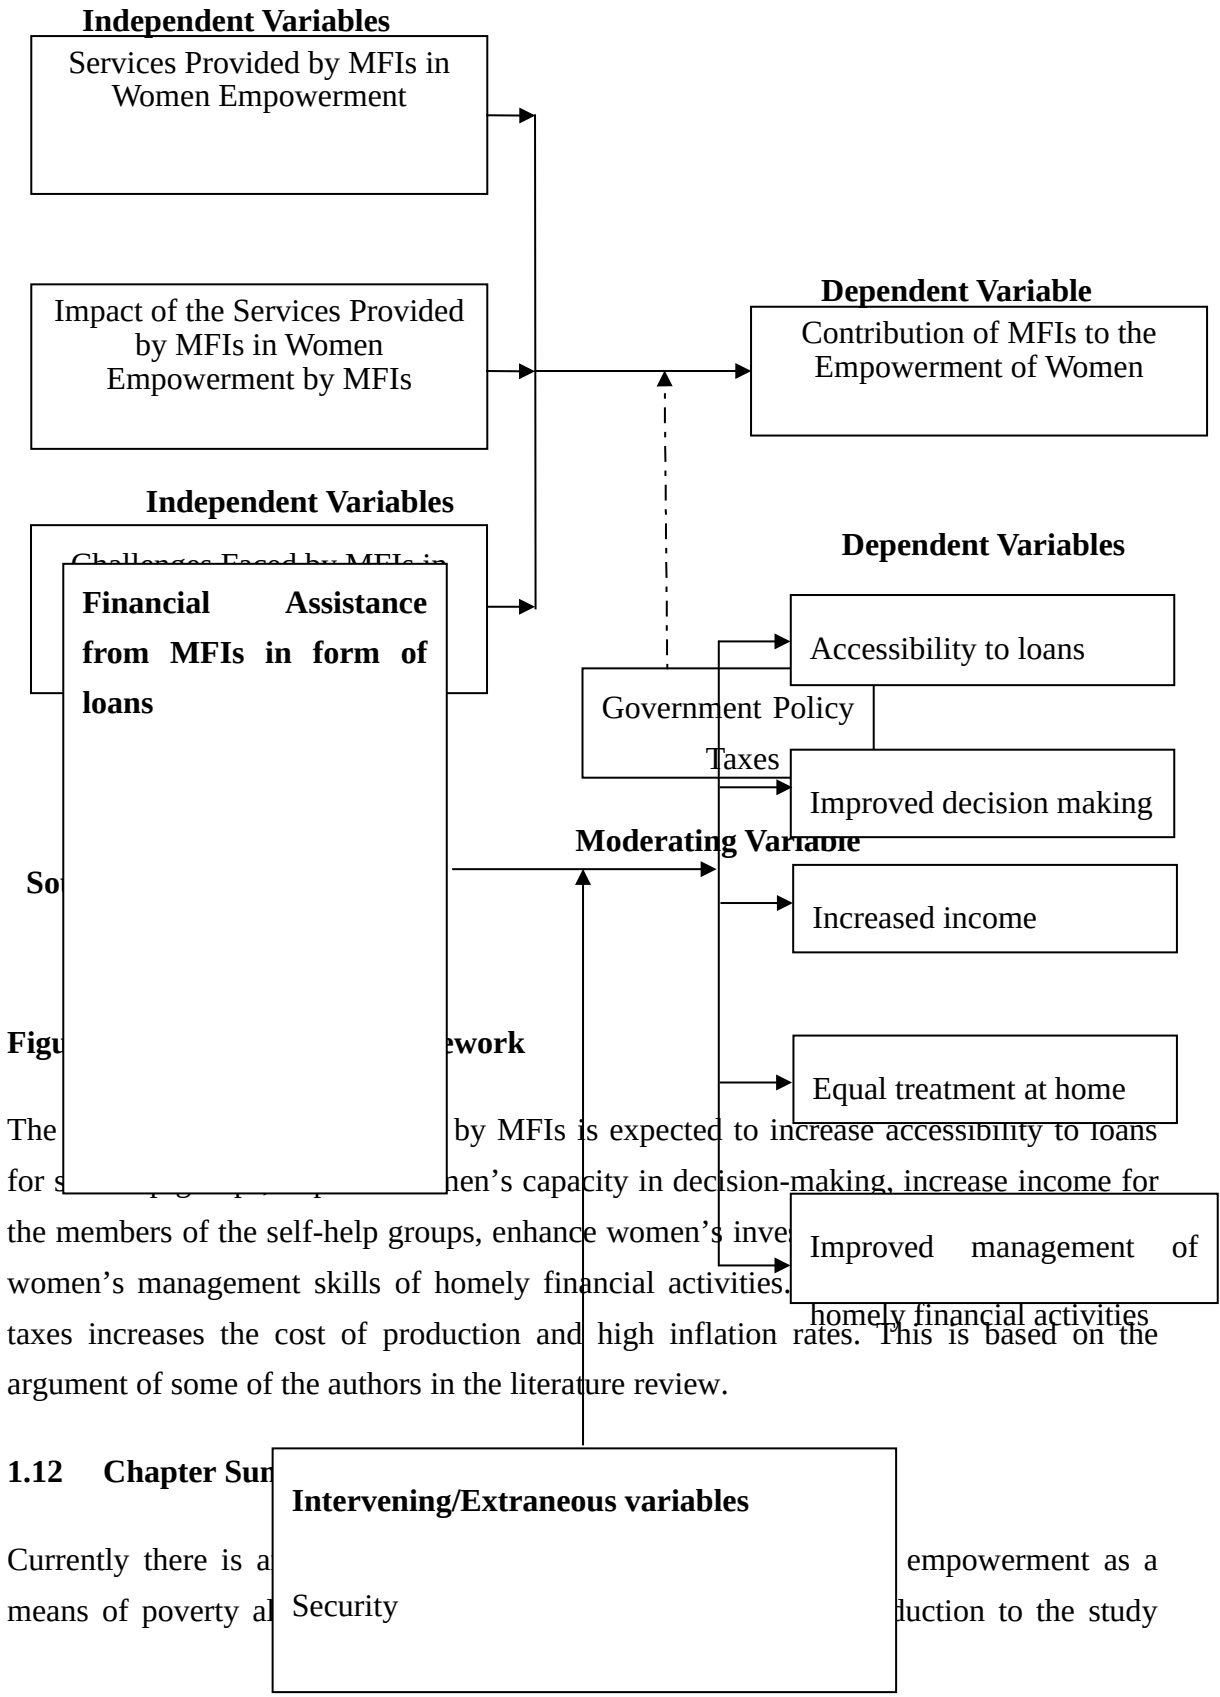 Independent Variables
Services Provided by MFIs in
Women Empowerment
Impact of the Services Provided
by MFIs in Women
Empowerment by MFIs
Dependent Variable
Contribution of MFIs to the
Empowerment of Women
Independent Variables
Challenges Faced by MFIs in
Financial Assistance
from MFIs in form of
loans
Dependent Variables
Accessibility to loans
Government Policy
Taxes
Improved decision making
Moderating Variable
Increased income
Equal treatment at home
The by MFIs is expected to increase accessibility to loans
for capacity in decision-making, increase income for
the members of the self-help groups, enhance women’s
Improved management of
women’s management skills of homely financial activities.
homely financial activities
taxes increases the cost of production and high inflation rates. This is based on the
argument of some of the authors in the literature review.
1.12 Chapter
Intervening/Extraneous variables
Security
Currently there is empowerment as a
means of poverty to the study